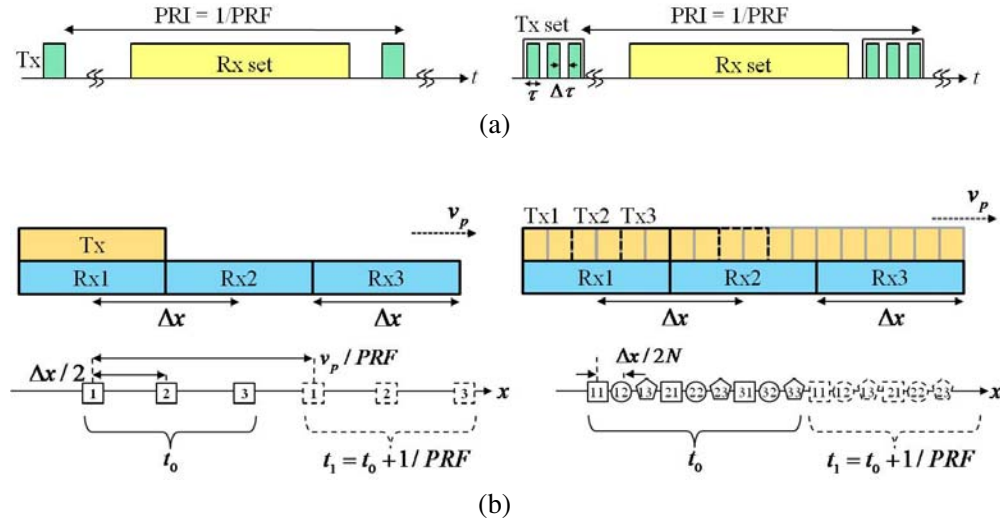 PRI = 1/PRF
Tx
Rx set
t
PRI = 1/PRF
Tx set
Rx set
t
τ
Δτ
(a)
v_p
Tx
Rx1 Rx2 Rx3
Δx Δx
v_p / PRF
Δx / 2
1 2 3 1 2 3 x
t_0
t_1 = t_0 + 1/ PRF
v_p
Tx1 Tx2 Tx3
Rx1 Rx2 Rx3
Δx Δx
Δx / 2N
11 12 13 21 22 23 31 32 33 11 12 13 21 22 23 x
t_0
t_1 = t_0 + 1/ PRF
(b)